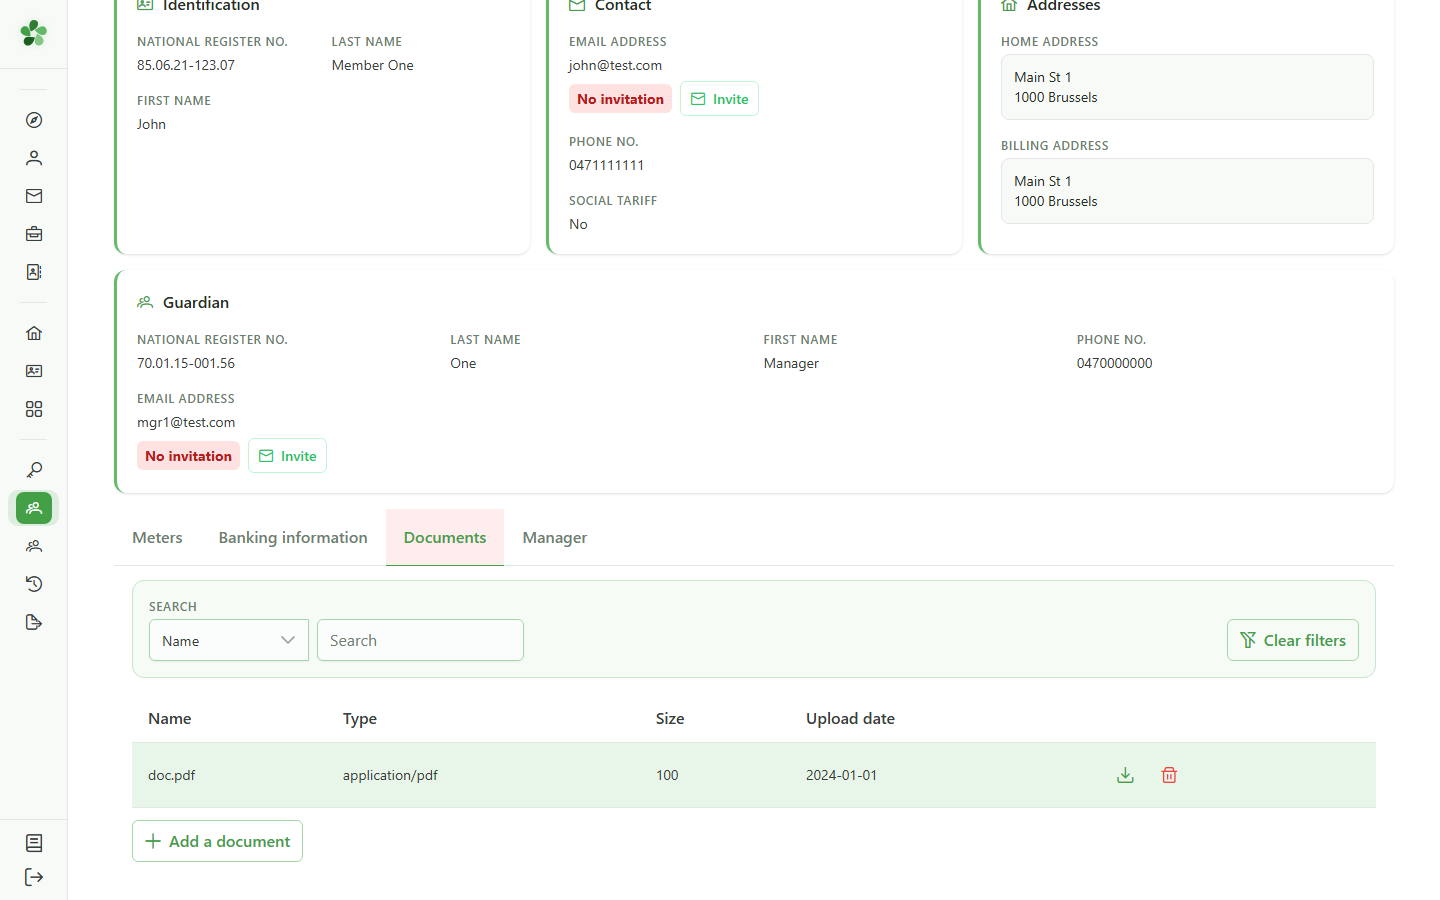 Identification
NATIONAL REGISTER NO.
LAST NAME
85.06.21-123.07
Member One
FIRST NAME
John
Contact
EMAIL ADDRESS
john@test.com
No invitation
Invite
PHONE NO.
0471111111
SOCIAL TARIFF
No
Addresses
HOME ADDRESS
Main St 1
1000 Brussels
BILLING ADDRESS
Main St 1
1000 Brussels
Guardian
NATIONAL REGISTER NO.
LAST NAME
FIRST NAME
PHONE NO.
70.01.15-001.56
One
Manager
0470000000
EMAIL ADDRESS
mgr1@test.com
No invitation
Invite
Meters
Banking information
Documents
Manager
SEARCH
Name
Search
Clear filters
Name
Type
Size
Upload date
doc.pdf
application/pdf
100
2024-01-01
Add a document